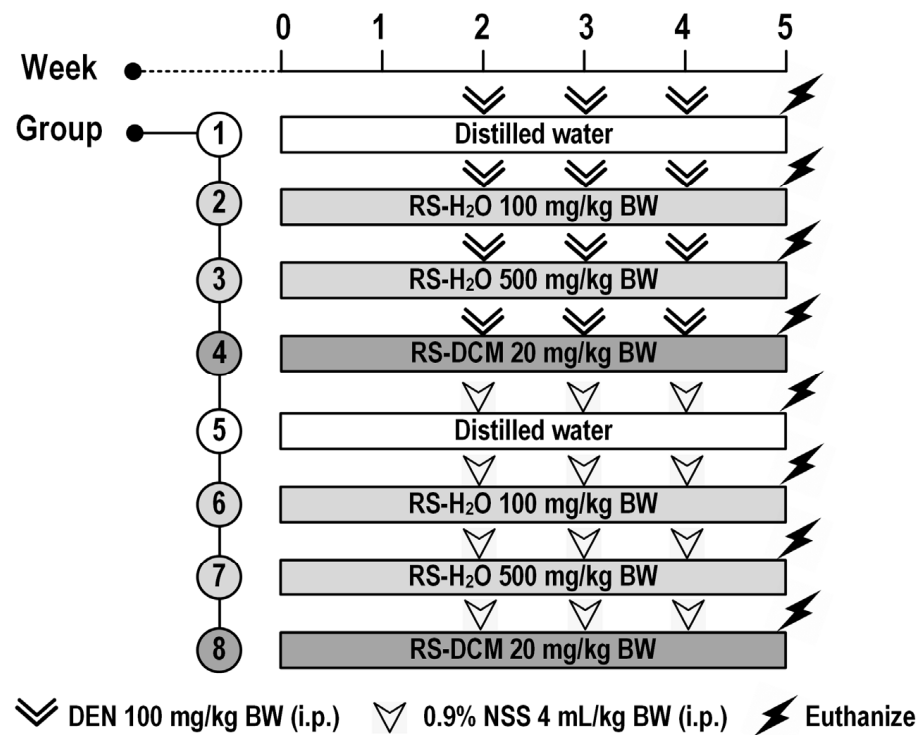 0 1 2 3 4 5
Week
Group
1 Distilled water
2 RS-H₂O 100 mg/kg BW
3 RS-H₂O 500 mg/kg BW
4 RS-DCM 20 mg/kg BW
5 Distilled water
6 RS-H₂O 100 mg/kg BW
7 RS-H₂O 500 mg/kg BW
8 RS-DCM 20 mg/kg BW
DEN 100 mg/kg BW (i.p.) 0.9% NSS 4 mL/kg BW (i.p.) Euthanize